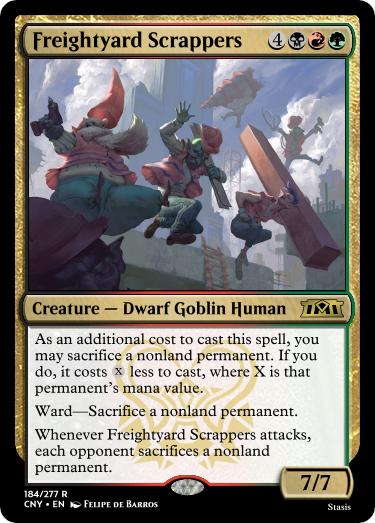 Freightyard Scrappers 4
Creature — Dwarf Goblin Human
As an additional cost to cast this spell, you
may sacrifice a nonland permanent. If you
do, it costs X less to cast, where X is that
permanent's mana value.
Ward—Sacrifice a nonland permanent.
Whenever Freightyard Scrappers attacks,
each opponent sacrifices a nonland
permanent.
7/7
184/277 R
CNY • EN Felipe de Barros
Stasis